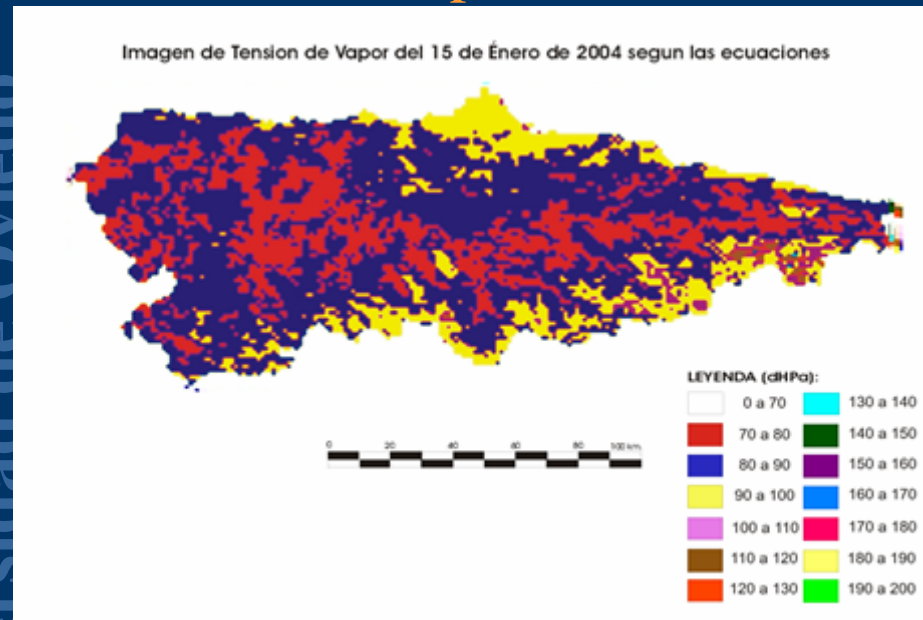 Imagen de Tension de Vapor del 15 de Énero de 2004 segun las ecuaciones
0 20 40 60 80 100 km
LEYENDA (dHPa):
0 a 70
70 a 80
80 a 90
90 a 100
100 a 110
110 a 120
120 a 130
130 a 140
140 a 150
150 a 160
160 a 170
170 a 180
180 a 190
190 a 200